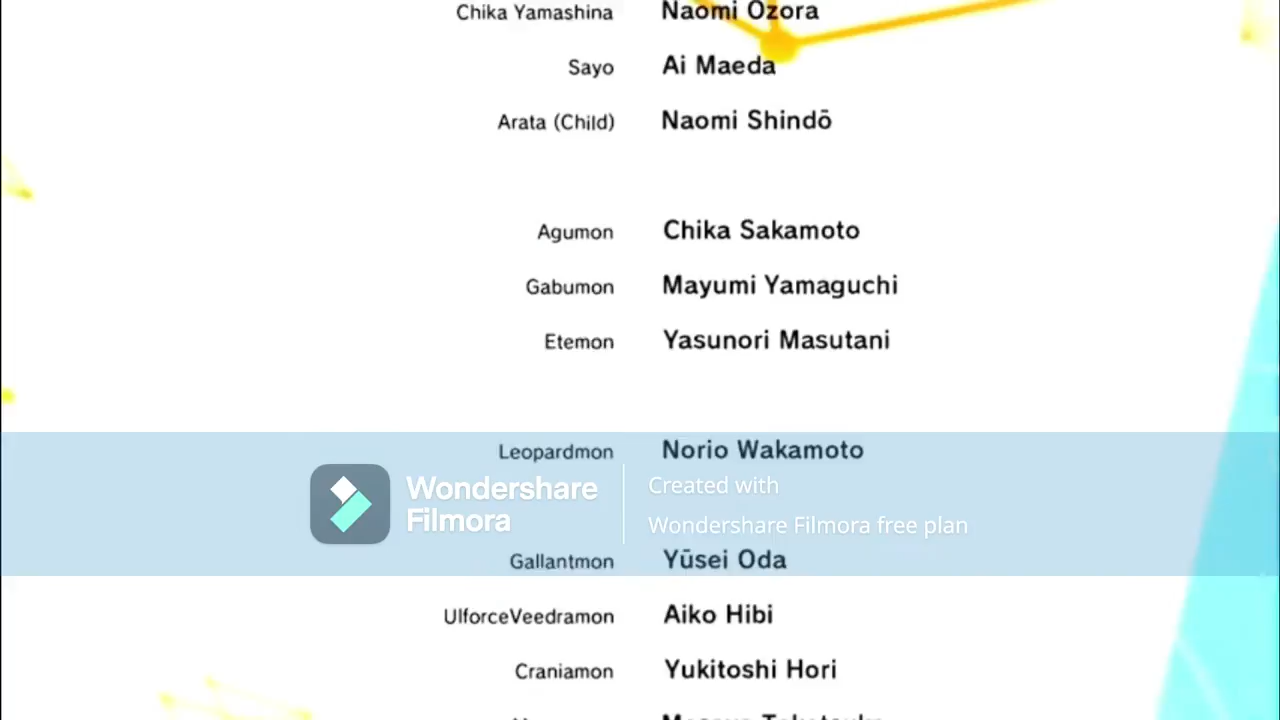 Chika Yamashina Naomi Ozora
Sayo Ai Maeda
Arata (Child) Naomi Shindō
Agumon Chika Sakamoto
Gabumon Mayumi Yamaguchi
Etemon Yasunori Masutani
Leopardmon Norio Wakamoto
Wondershare Filmora
Created with
Wondershare Filmora free plan
Gallantmon Yūsei Oda
UlforceVeedramon Aiko Hibi
Craniamon Yukitoshi Hori